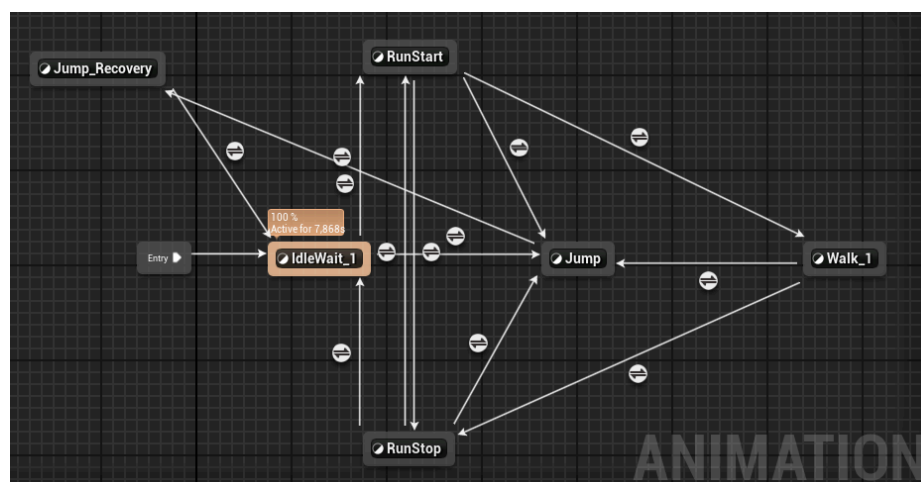 RunStart
Jump_Recovery
100 %
Active for 7,868s
Entry
IdleWait_1
Jump
Walk_1
RunStop
ANIMATION